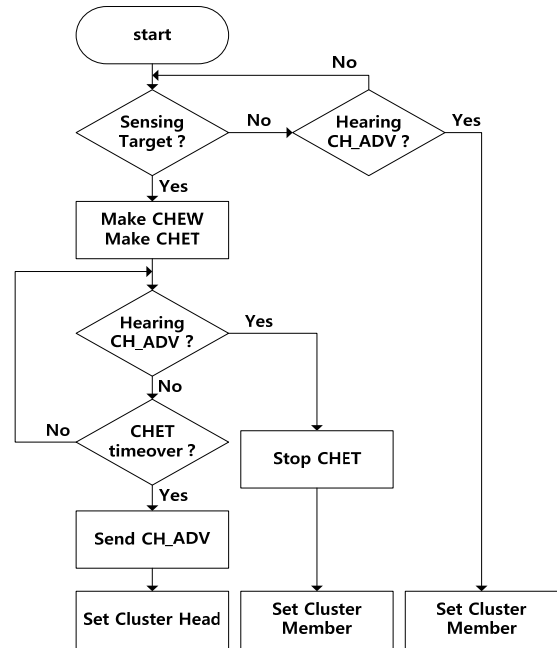 start
No
Sensing
Target ?
No
Hearing
CH_ADV ?
Yes
Yes
Make CHEW
Make CHET
Hearing
CH_ADV ?
Yes
No
No
CHET
timeover ?
Stop CHET
Yes
Send CH_ADV
Set Cluster Head
Set Cluster
Member
Set Cluster
Member